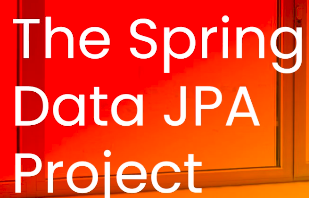 The Spring
Data JPA
Project